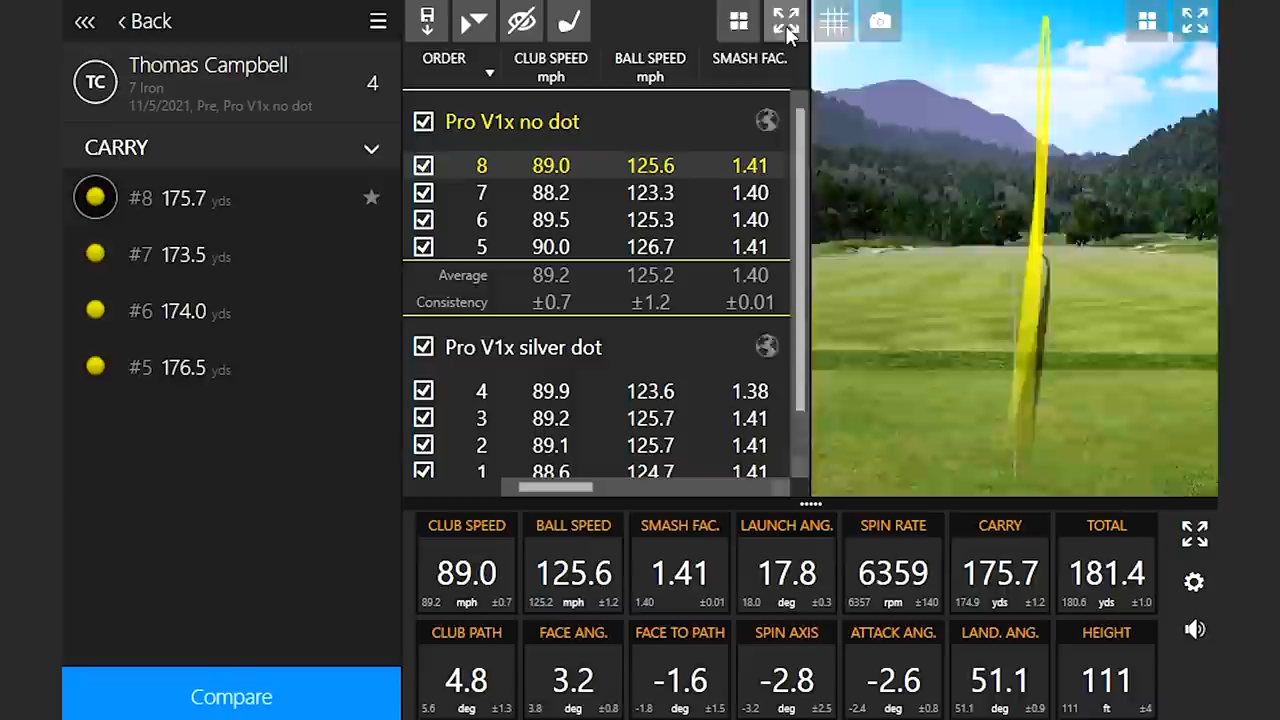 Back
TC
Thomas Campbell
7 Iron
11/5/2021, Pre, Pro V1x no dot
4
CARRY
#8 175.7 yds
#7 173.5 yds
#6 174.0 yds
#5 176.5 yds
Compare
ORDER CLUB SPEED BALL SPEED SMASH FAC.
mph mph
Pro V1x no dot
8 89.0 125.6 1.41
7 88.2 123.3 1.40
6 89.5 125.3 1.40
5 90.0 126.7 1.41
Average 89.2 125.2 1.40
Consistency ±0.7 ±1.2 ±0.01
Pro V1x silver dot
4 89.9 123.6 1.38
3 89.2 125.7 1.41
2 89.1 125.7 1.41
1 88.6 124.7 1.41
CLUB SPEED BALL SPEED SMASH FAC. LAUNCH ANG. SPIN RATE CARRY TOTAL
89.0 125.6 1.41 17.8 6359 175.7 181.4
89.2 mph ±0.7 125.2 mph ±1.2 1.40 ±0.01 18.0 deg ±0.3 6357 rpm ±140 174.9 yds ±1.2 180.6 yds ±1.0
CLUB PATH FACE ANG. FACE TO PATH SPIN AXIS ATTACK ANG. LAND. ANG. HEIGHT
4.8 3.2 -1.6 -2.8 -2.6 51.1 111
5.6 deg ±1.3 3.8 deg ±0.8 -1.8 deg ±1.5 -3.2 deg ±2.5 -2.4 deg ±0.8 51.1 deg ±0.9 111 ft ±4